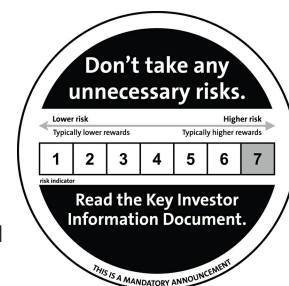 Don't take any
unnecessary risks.
Lower risk Higher risk
Typically lower rewards Typically higher rewards
1 2 3 4 5 6 7
risk indicator
Read the Key Investor
Information Document.
THIS IS A MANDATORY ANNOUNCEMENT